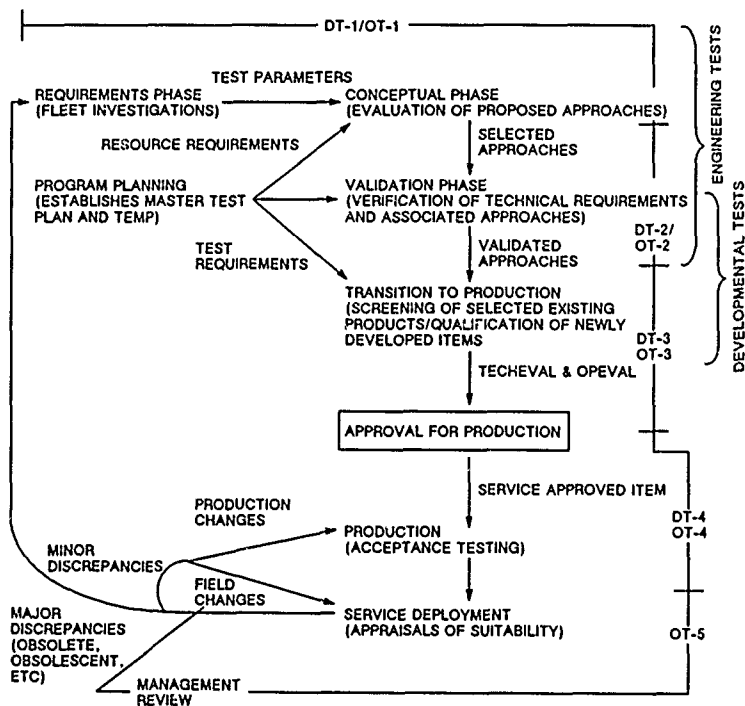 DT-1/OT-1
TEST PARAMETERS
REQUIREMENTS PHASE
(FLEET INVESTIGATIONS)
CONCEPTUAL PHASE
(EVALUATION OF PROPOSED APPROACHES)
RESOURCE REQUIREMENTS
SELECTED
APPROACHES
PROGRAM PLANNING
(ESTABLISHES MASTER TEST
PLAN AND TEMP)
VALIDATION PHASE
(VERIFICATION OF TECHNICAL REQUIREMENTS
AND ASSOCIATED APPROACHES)
DT-2/
OT-2
TEST
REQUIREMENTS
VALIDATED
APPROACHES
TRANSITION TO PRODUCTION
(SCREENING OF SELECTED EXISTING
PRODUCTS/QUALIFICATION OF NEWLY
DEVELOPED ITEMS
DT-3
OT-3
ENGINEERING TESTS
DEVELOPMENTAL TESTS
TECHEVAL & OPEVAL
APPROVAL FOR PRODUCTION
SERVICE APPROVED ITEM
PRODUCTION
CHANGES
DT-4
OT-4
PRODUCTION
(ACCEPTANCE TESTING)
MINOR
DISCREPANCIES
FIELD
CHANGES
SERVICE DEPLOYMENT
(APPRAISALS OF SUITABILITY)
OT-5
MAJOR
DISCREPANCIES
(OBSOLETE,
OBSOLESCENT,
ETC)
MANAGEMENT
REVIEW